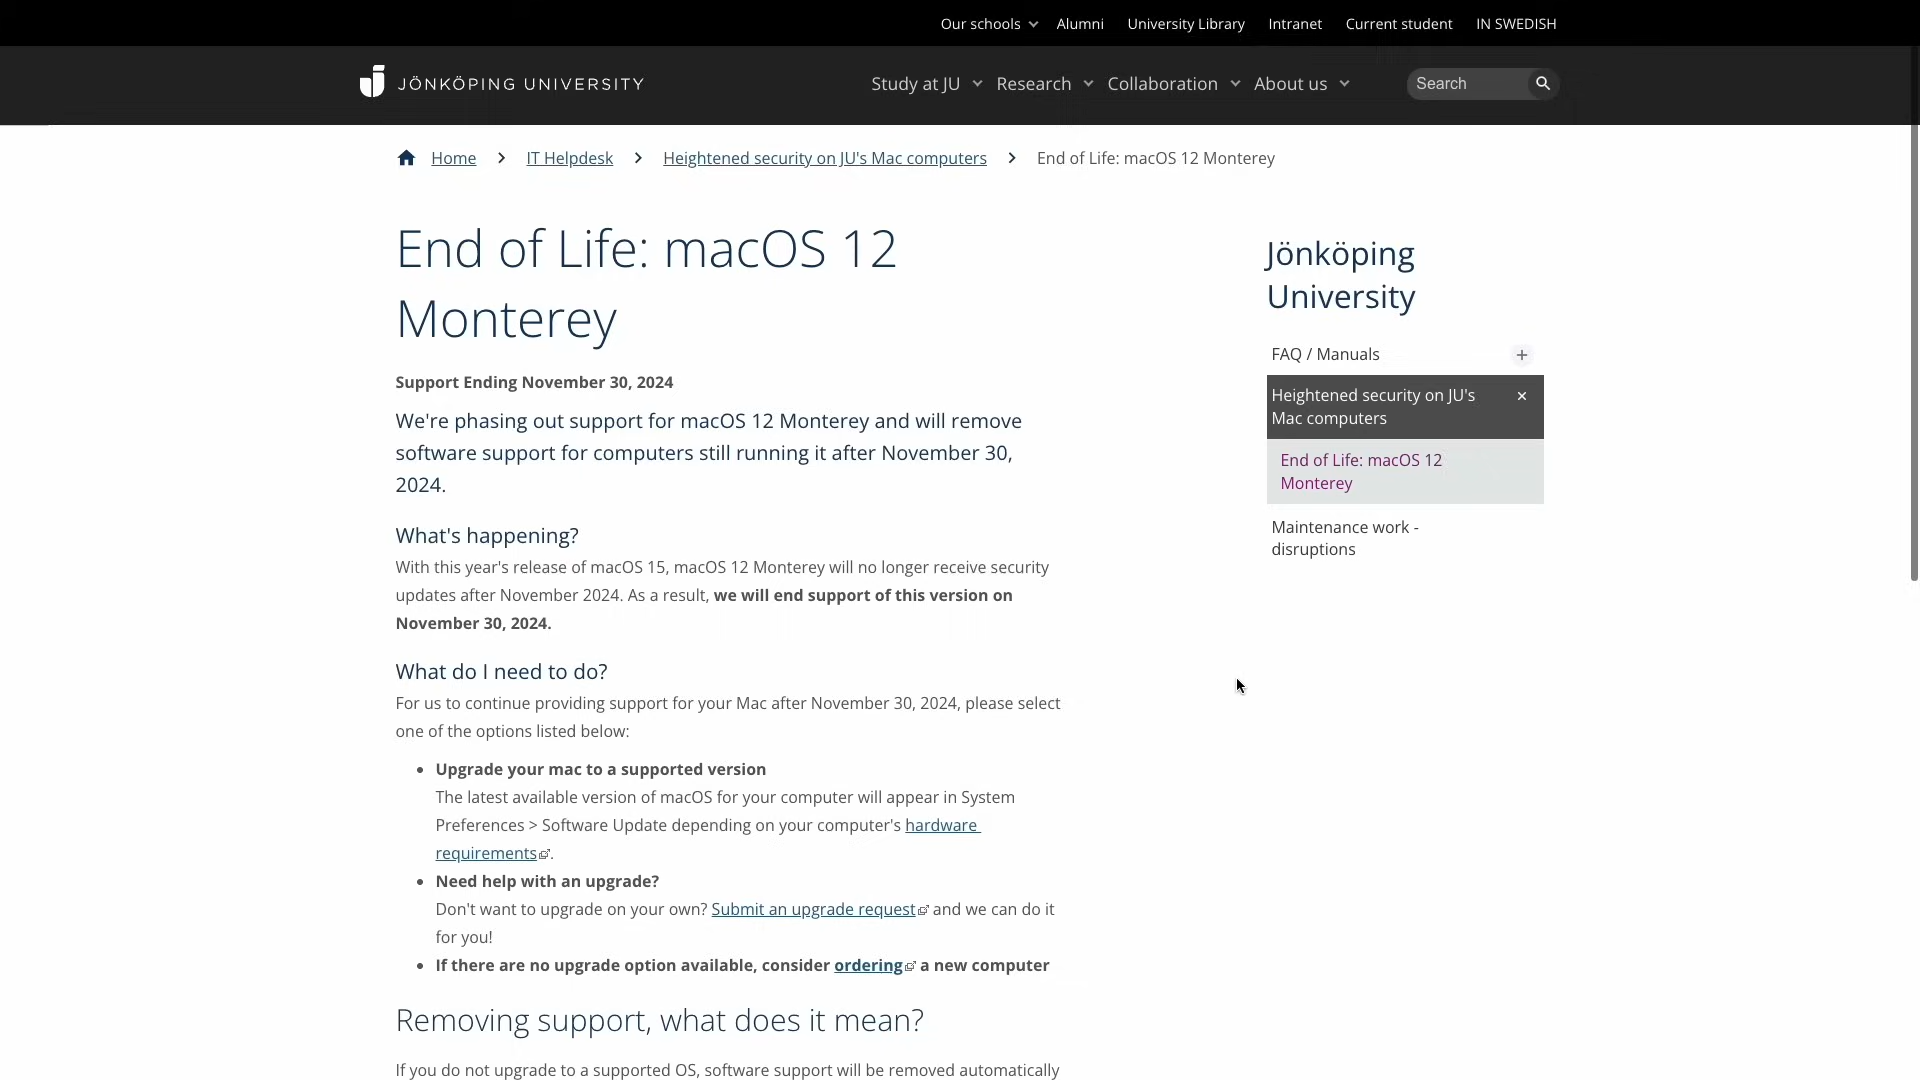 Our schools
Alumni
University Library
Intranet
Current student
IN SWEDISH
JÖNKÖPING UNIVERSITY
Study at JU
Research
Collaboration
About us
Search
Home
IT Helpdesk
Heightened security on JU's Mac computers
End of Life: macOS 12 Monterey
End of Life: macOS 12
Monterey
Support Ending November 30, 2024
We're phasing out support for macOS 12 Monterey and will remove
software support for computers still running it after November 30,
2024.
What's happening?
With this year's release of macOS 15, macOS 12 Monterey will no longer receive security
updates after November 2024. As a result, we will end support of this version on
November 30, 2024.
What do I need to do?
For us to continue providing support for your Mac after November 30, 2024, please select
one of the options listed below:
• Upgrade your mac to a supported version
The latest available version of macOS for your computer will appear in System
Preferences > Software Update depending on your computer's hardware
requirements.
• Need help with an upgrade?
Don't want to upgrade on your own? Submit an upgrade request and we can do it
for you!
• If there are no upgrade option available, consider ordering a new computer
Removing support, what does it mean?
If you do not upgrade to a supported OS, software support will be removed automatically
Jönköping
University
FAQ / Manuals
Heightened security on JU's
Mac computers
End of Life: macOS 12
Monterey
Maintenance work -
disruptions